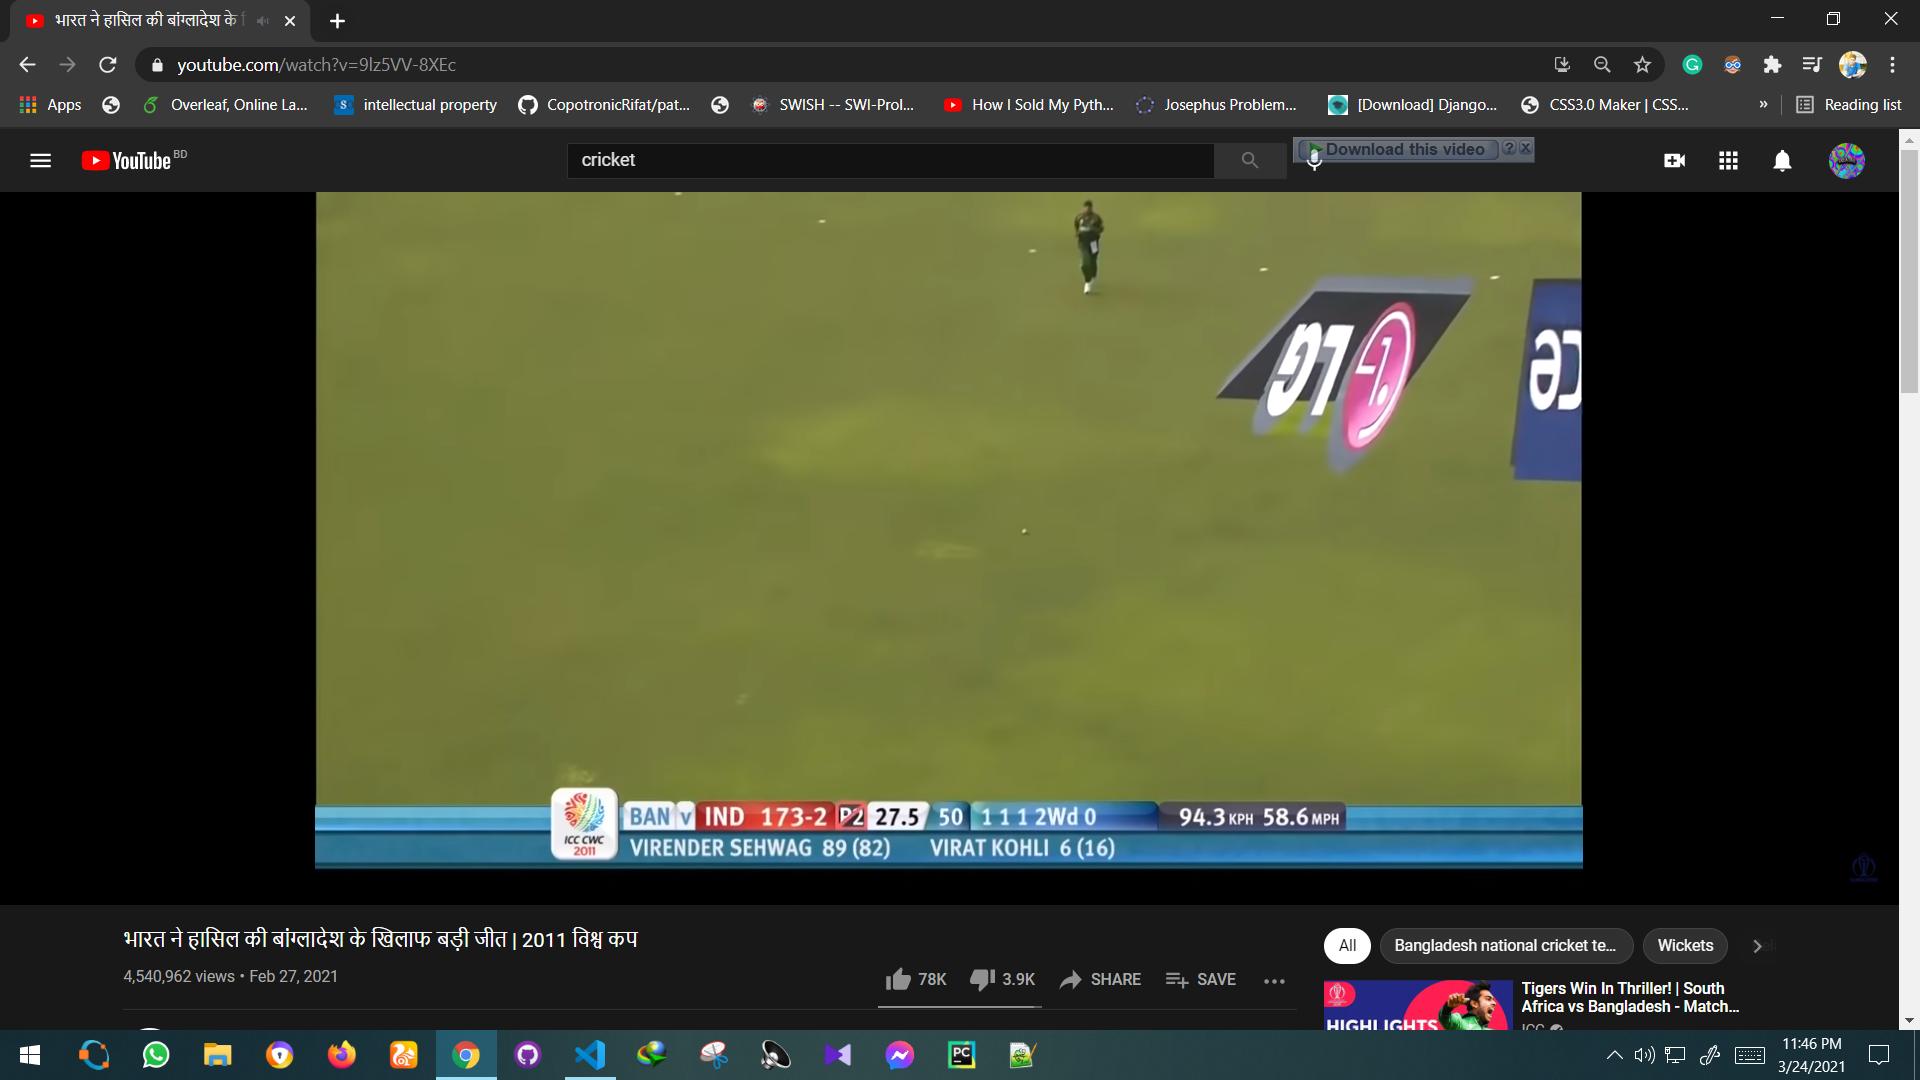 भारत ने हासिल की बांग्लादेश के
youtube.com/watch?v=9lz5VV-8XEc
Apps
Overleaf, Online La...
intellectual property
CopotronicRifat/pat...
SWISH -- SWI-Prol...
How I Sold My Pyth...
Josephus Problem...
[Download] Django...
CSS3.0 Maker | CSS...
»
Reading list
YouTube BD
cricket
Download this video
LG
ce
ICC CWC
2011
BAN v IND 173-2 P2 27.5 50 1 1 1 2Wd 0 94.3 KPH 58.6 MPH
VIRENDER SEHWAG 89 (82) VIRAT KOHLI 6 (16)
भारत ने हासिल की बांग्लादेश के खिलाफ बड़ी जीत | 2011 विश्व कप
4,540,962 views • Feb 27, 2021
78K
3.9K
SHARE
SAVE
All
Bangladesh national cricket te...
Wickets
Tigers Win In Thriller! | South
Africa vs Bangladesh - Match...
ICC
HIGHLIGHTS
PC
11:46 PM
3/24/2021